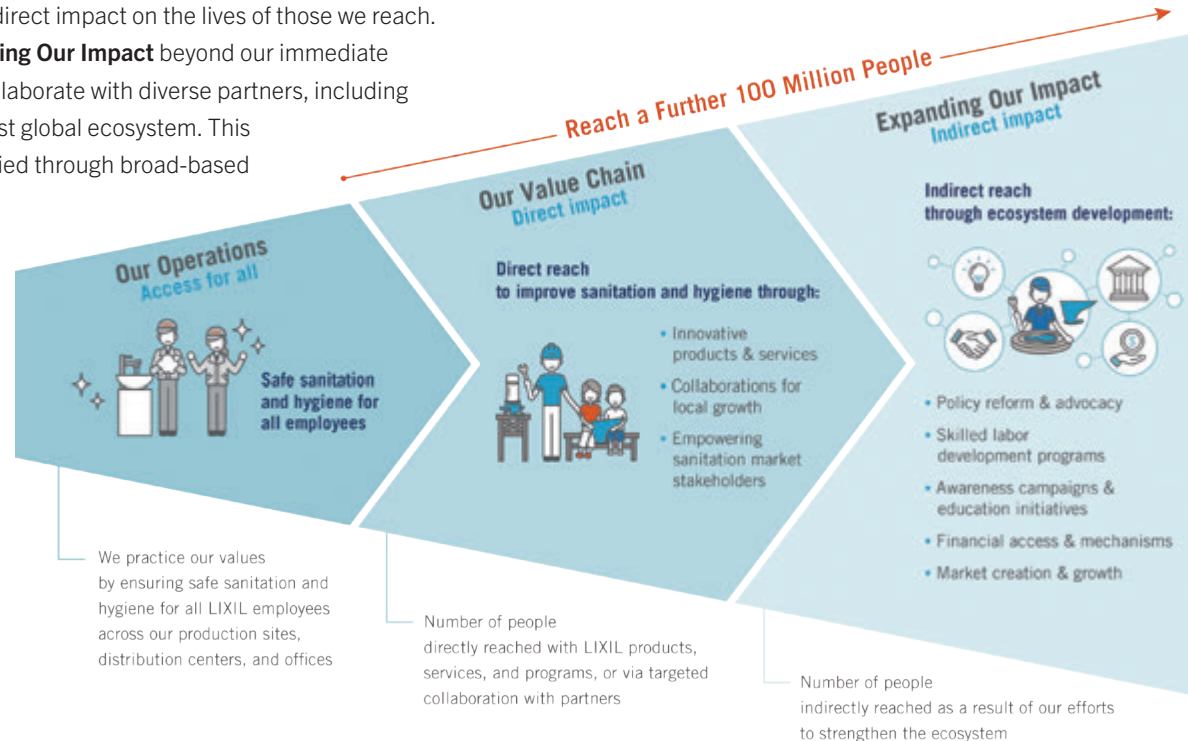 direct impact on the lives of those we reach.
ing Our Impact beyond our immediate
laborate with diverse partners, including
st global ecosystem. This
ied through broad-based
Reach a Further 100 Million People
Our Operations
Access for all
Safe sanitation
and hygiene for
all employees
We practice our values
by ensuring safe sanitation and
hygiene for all LIXIL employees
across our production sites,
distribution centers, and offices
Our Value Chain
Direct impact
Direct reach
to improve sanitation and hygiene through:
• Innovative
products & services
• Collaborations for
local growth
• Empowering
sanitation market
stakeholders
Number of people
directly reached with LIXIL products,
services, and programs, or via targeted
collaboration with partners
Expanding Our Impact
Indirect impact
Indirect reach
through ecosystem development:
• Policy reform & advocacy
• Skilled labor
development programs
• Awareness campaigns &
education initiatives
• Financial access & mechanisms
• Market creation & growth
Number of people
indirectly reached as a result of our efforts
to strengthen the ecosystem